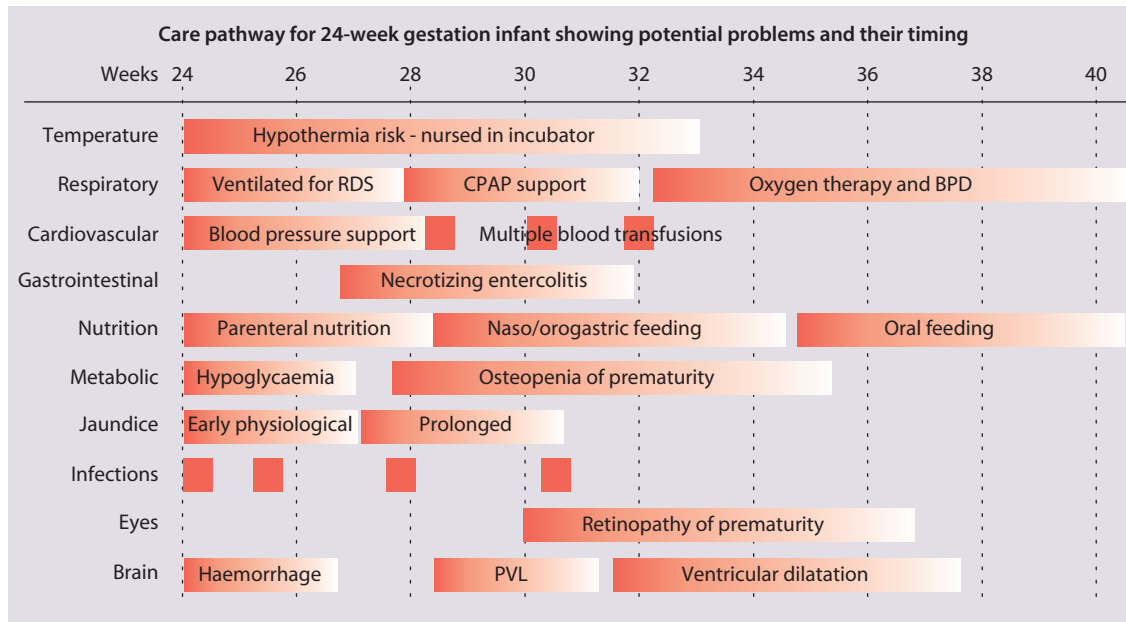 Care pathway for 24-week gestation infant showing potential problems and their timing
Weeks 24 26 28 30 32 34 36 38 40
Temperature Hypothermia risk - nursed in incubator
Respiratory Ventilated for RDS CPAP support Oxygen therapy and BPD
Cardiovascular Blood pressure support Multiple blood transfusions
Gastrointestinal Necrotizing entercolitis
Nutrition Parenteral nutrition Naso/orogastric feeding Oral feeding
Metabolic Hypoglycaemia Osteopenia of prematurity
Jaundice Early physiological Prolonged
Infections
Eyes Retinopathy of prematurity
Brain Haemorrhage PVL Ventricular dilatation